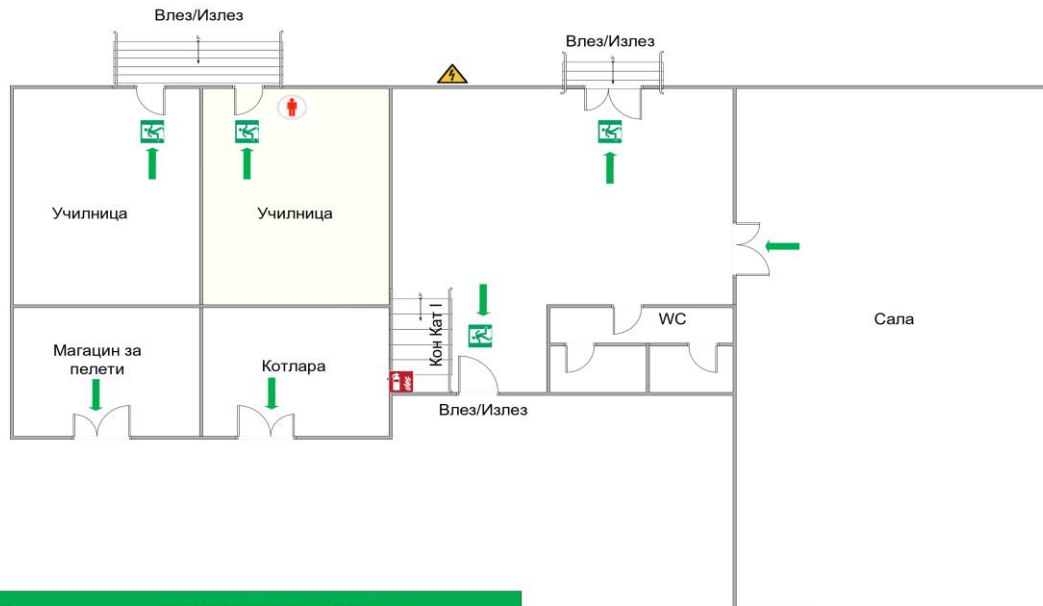 Влез/Излез
Влез/Излез
Училница
Училница
Кон Кат I
WC
Сала
Магацин за
пелети
Котлара
Влез/Излез